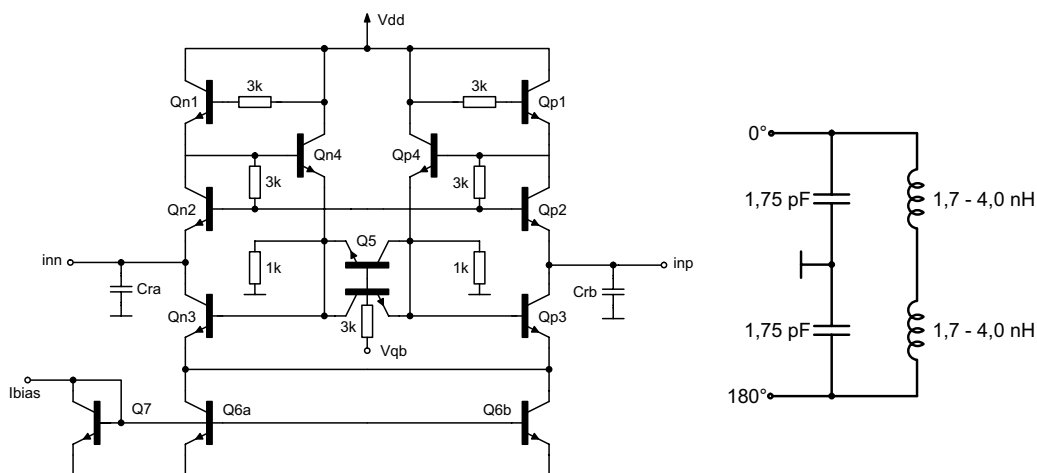 Vdd
3k
3k
Qn1
Qp1
Qn4
Qp4
3k
3k
Qn2
Qp2
Q5
inn
1k
1k
inp
Cra
Crb
Qn3
3k
Qp3
Vqb
Ibias
Q7
Q6a
Q6b
0°
1,75 pF
1,7 - 4,0 nH
1,75 pF
1,7 - 4,0 nH
180°